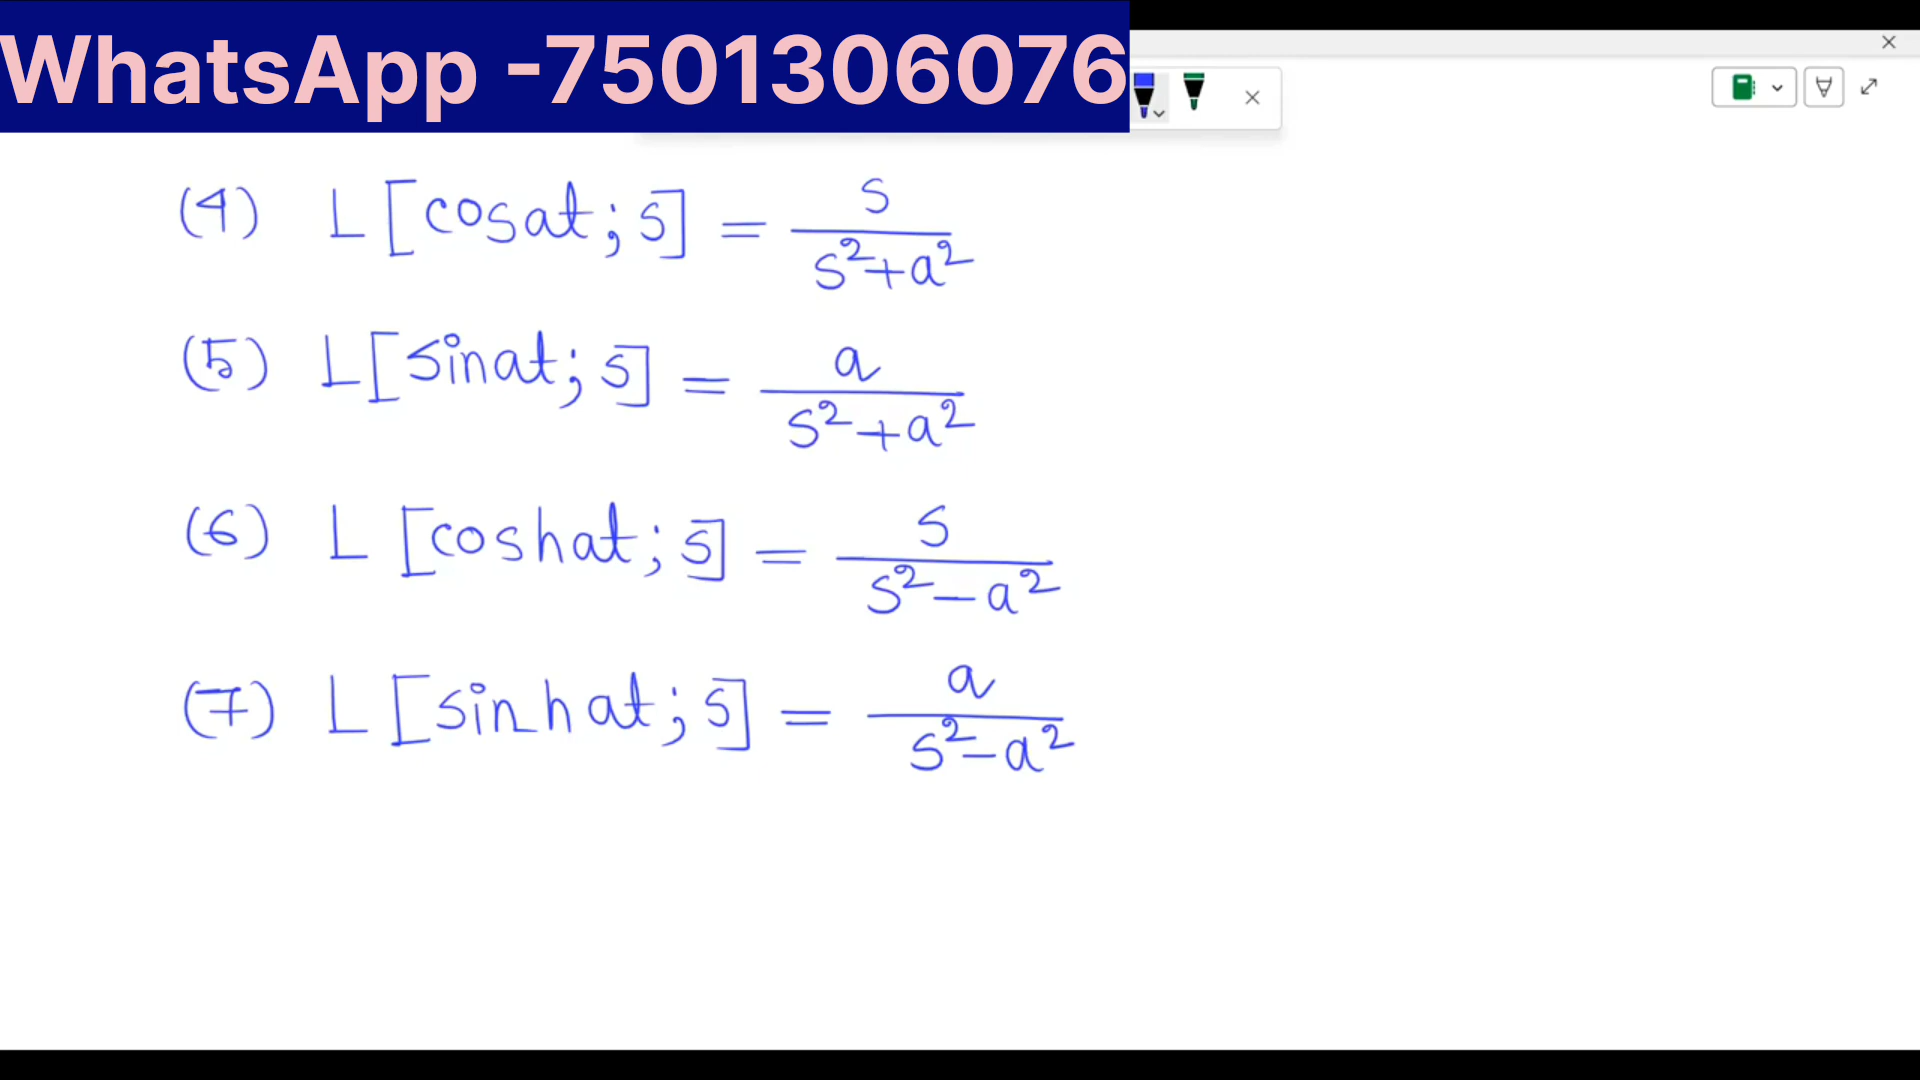 WhatsApp -7501306076
(4) L[cosat;s] = s/(s²+a²)
(5) L[sinat;s] = a/(s²+a²)
(6) L[coshat;s] = s/(s²-a²)
(7) L[sinhat;s] = a/(s²-a²)